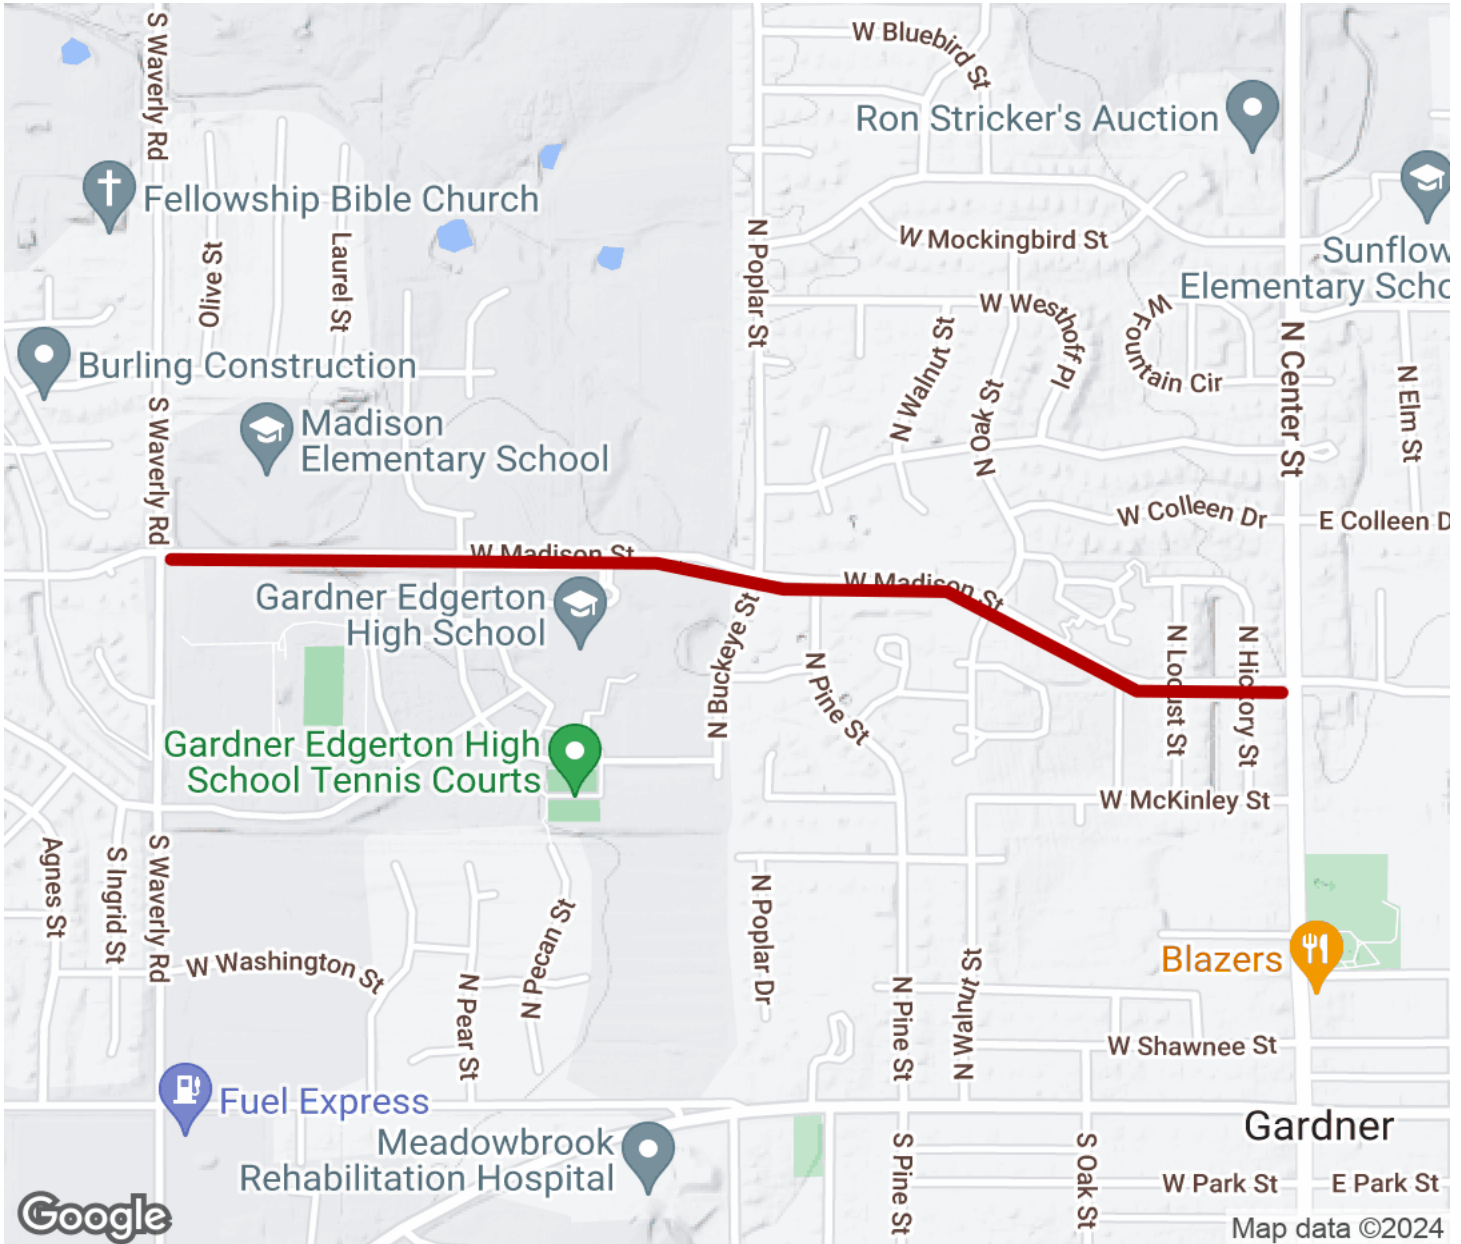 S Waverly Rd
W Bluebird St
Ron Stricker's Auction
Fellowship Bible Church
Olive St
Laurel St
N Poplar St
W Mockingbird St
Sunflow
Elementary Scho
W Westhoff Pl
W Fountain Cir
N Walnut St
N Center St
Burling Construction
N Oak St
N Elm St
S Waverly Rd
Madison
Elementary School
W Colleen Dr
E Colleen D
W Madison St
W Madison St
Gardner Edgerton
High School
N Buckeye St
N Pine St
N Locust St
N Hickory St
Gardner Edgerton High
School Tennis Courts
W McKinley St
Agnes St
S Ingrid St
S Waverly Rd
W Washington St
N Pear St
N Pecan St
N Poplar Dr
N Pine St
N Walnut St
Blazers
W Shawnee St
Fuel Express
Gardner
Meadowbrook
Rehabilitation Hospital
S Pine St
S Oak St
W Park St
E Park St
Google
Map data ©2024